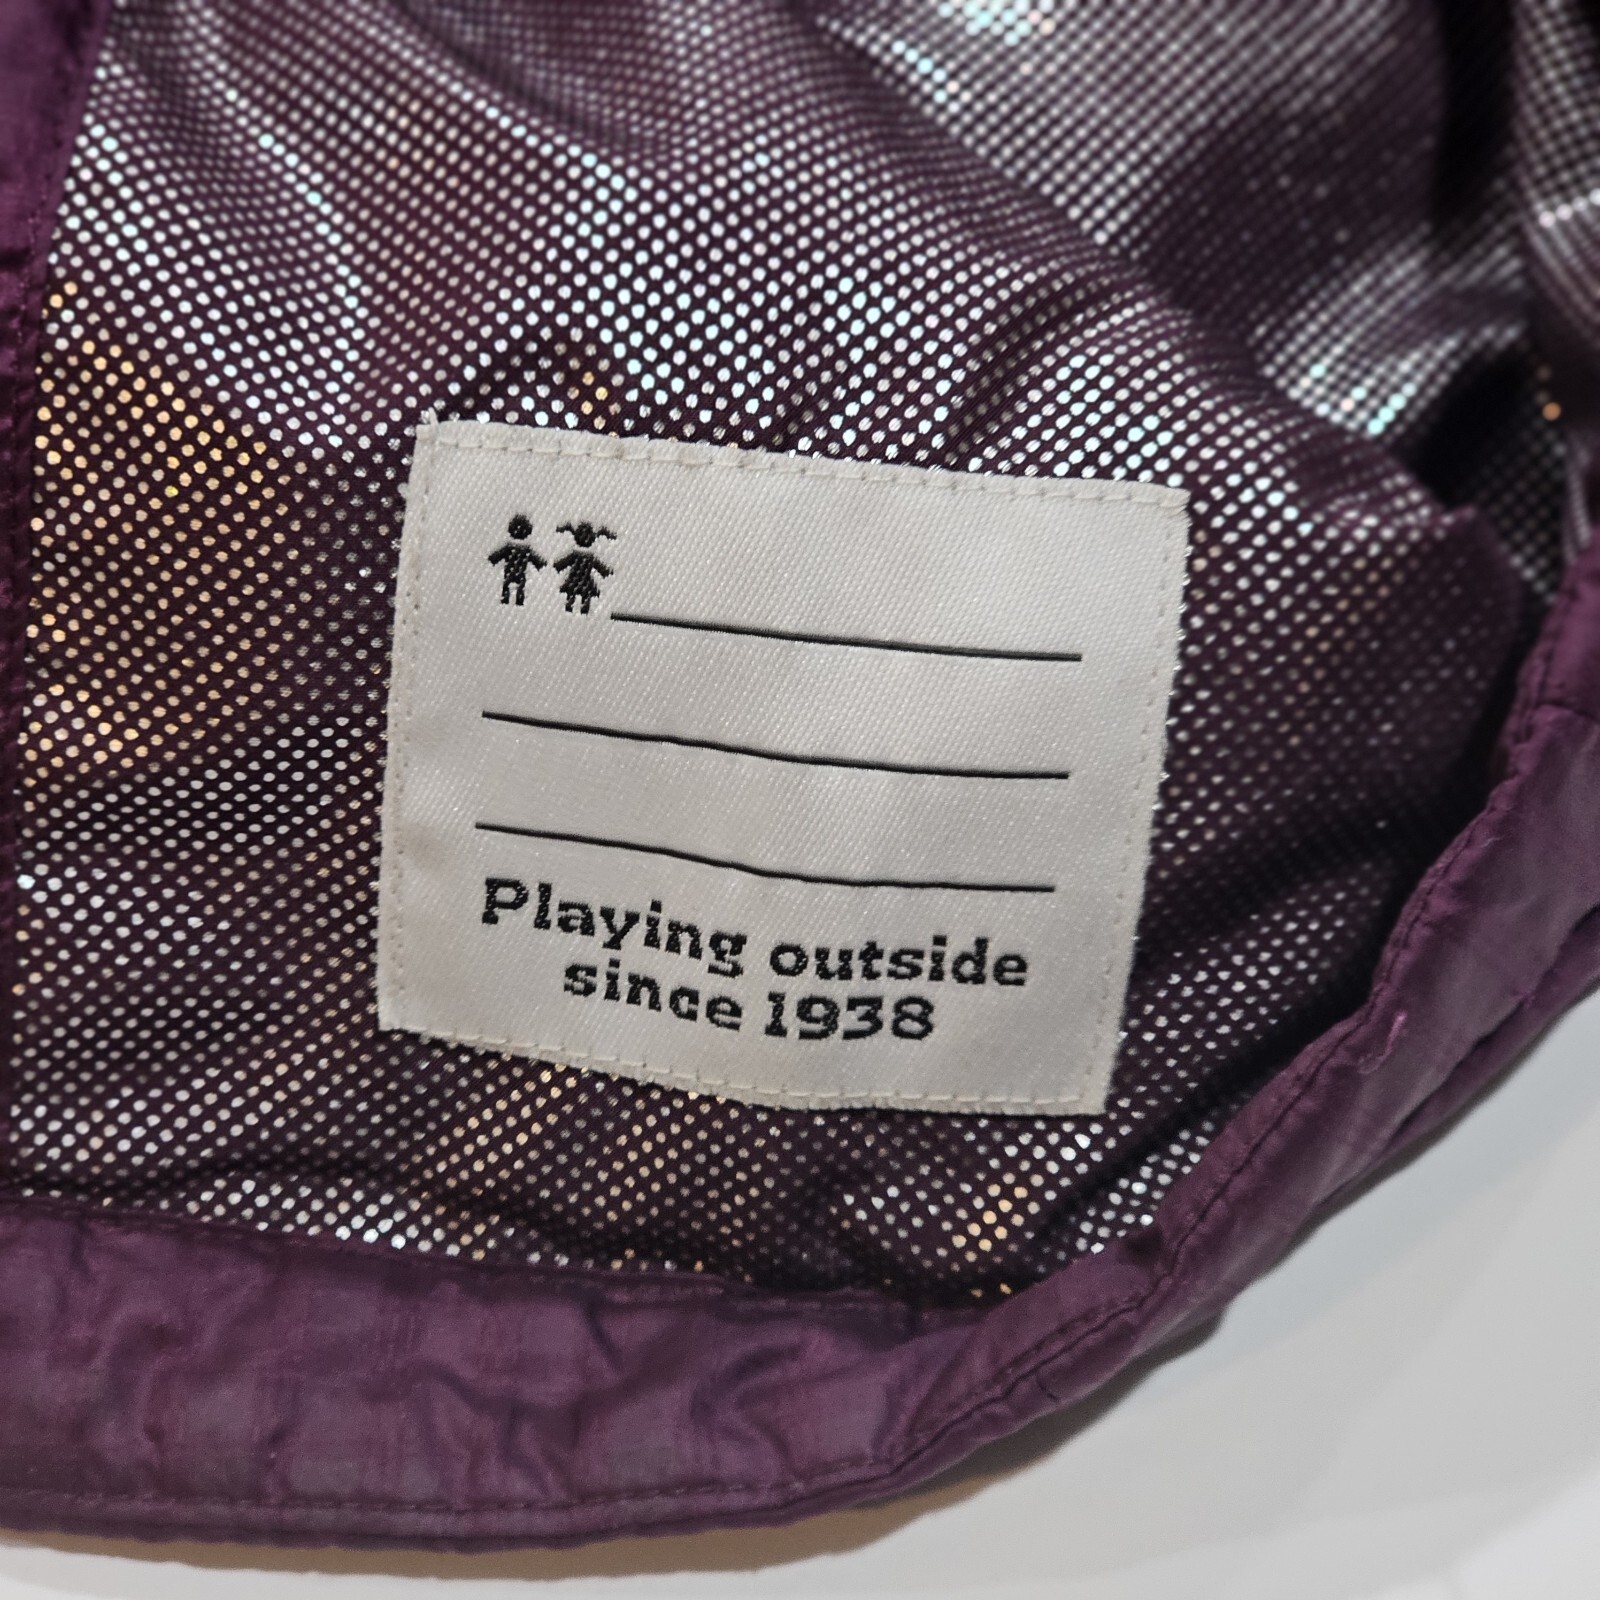 Playing outside
since 1938